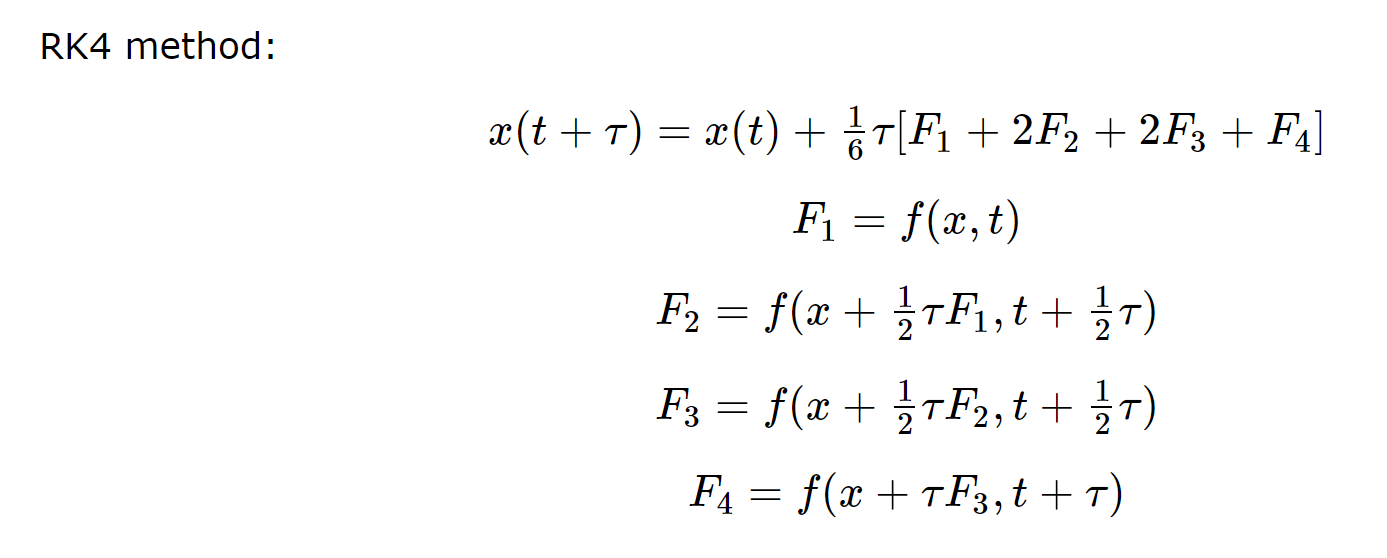 RK4 method:
x(t + τ) = x(t) + 1/6 τ[F₁ + 2F₂ + 2F₃ + F₄]
F₁ = f(x, t)
F₂ = f(x + 1/2 τF₁, t + 1/2 τ)
F₃ = f(x + 1/2 τF₂, t + 1/2 τ)
F₄ = f(x + τF₃, t + τ)